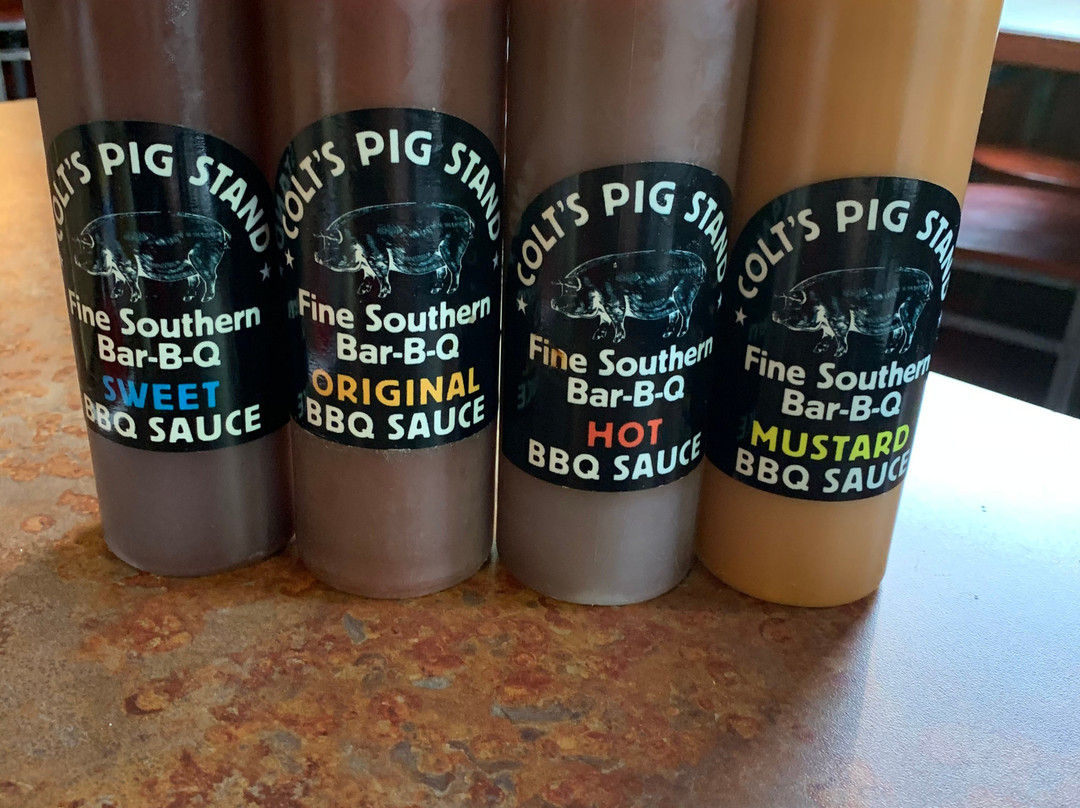 COLT'S PIG STAND
Fine Southern
Bar-B-Q
SWEET
BBQ SAUCE
COLT'S PIG STAND
Fine Southern
Bar-B-Q
ORIGINAL
BBQ SAUCE
COLT'S PIG STAND
Fine Southern
Bar-B-Q
HOT
BBQ SAUCE
COLT'S PIG STAND
Fine Southern
Bar-B-Q
MUSTARD
BBQ SAUCE